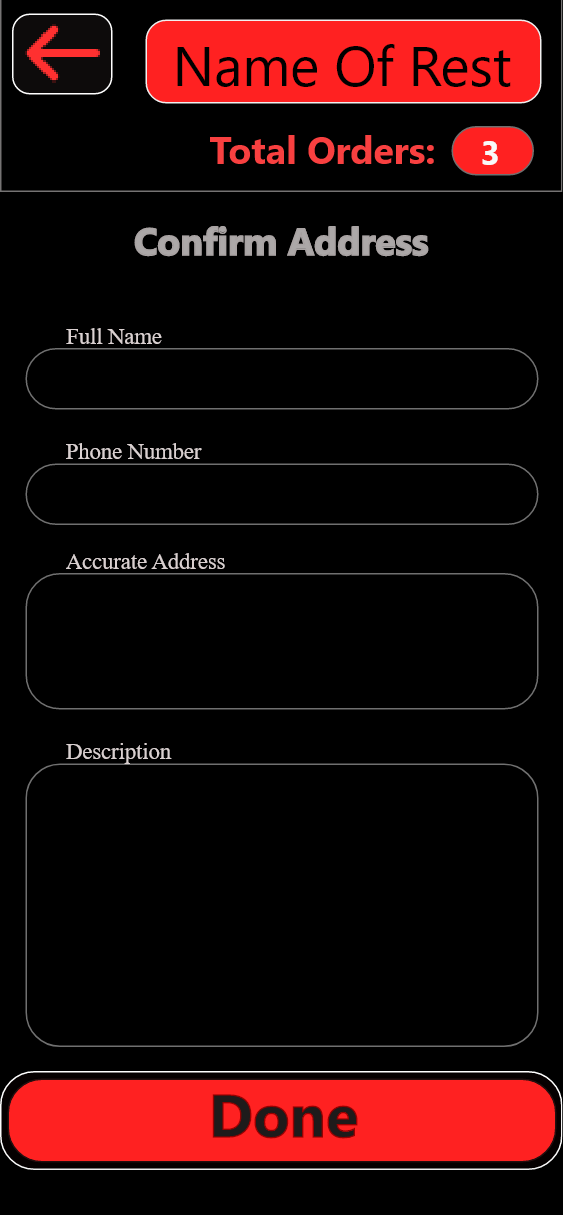 Name Of Rest
Total Orders: 3
Confirm Address
Full Name
Phone Number
Accurate Address
Description
Done